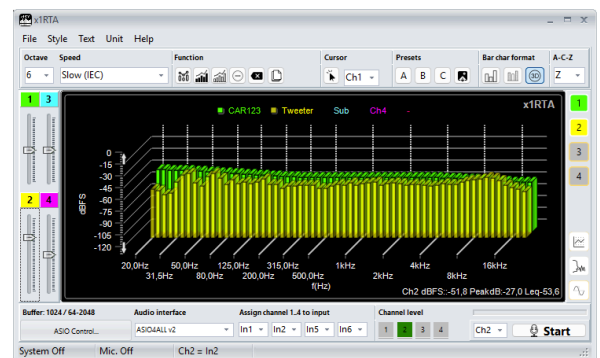 x1RTA
File Style Text Unit Help
Octave Speed Function Cursor Presets Bar char format A-C-Z
6 Slow (IEC) Ch1 A B C 3D Z
1 3 x1RTA 1
CAR123 Tweeter Sub Ch4 -
2
0 3
-15
-30 4
-45
2 4 dBFS -60
-75
-90
-105
-120
20,0Hz 50,0Hz 125,0Hz 315,0Hz 1kHz 4kHz 16kHz
31,5Hz 80,0Hz 200,0Hz 500,0Hz 2kHz 8kHz
f(Hz)
Ch2 dBFS:-51,8 PeakdB:-27,0 Leq-53,6
Buffer: 1024 / 64-2048 Audio interface Assign channel 1..4 to input Channel level
ASIO Control... ASIO4ALL v2 In1 In2 In5 In6 1 2 3 4 Ch2 Start
System Off Mic. Off Ch2 = In2